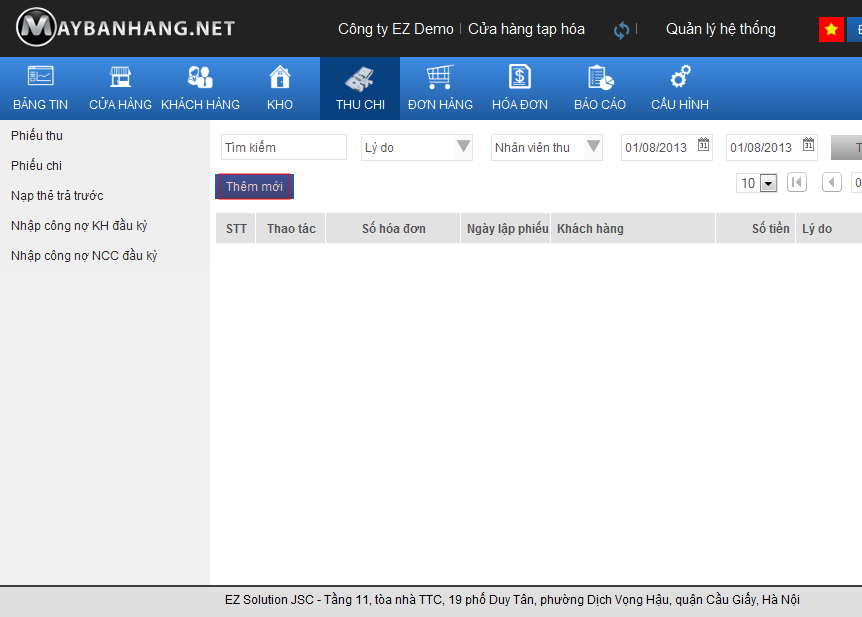 MAYBANHANG.NET
Công ty EZ Demo | Cửa hàng tạp hóa | Quản lý hệ thống
BẢNG TIN CỬA HÀNG KHÁCH HÀNG KHO THU CHI ĐƠN HÀNG HÓA ĐƠN BÁO CÁO CẤU HÌNH
Phiếu thu
Phiếu chi
Nạp thẻ trả trước
Nhập công nợ KH đầu kỳ
Nhập công nợ NCC đầu kỳ
Tìm kiếm Lý do Nhân viên thu 01/08/2013 01/08/2013
Thêm mới 10
STT Thao tác Số hóa đơn Ngày lập phiếu Khách hàng Số tiền Lý do
EZ Solution JSC - Tầng 11, tòa nhà TTC, 19 phố Duy Tân, phường Dịch Vọng Hậu, quận Cầu Giấy, Hà Nội